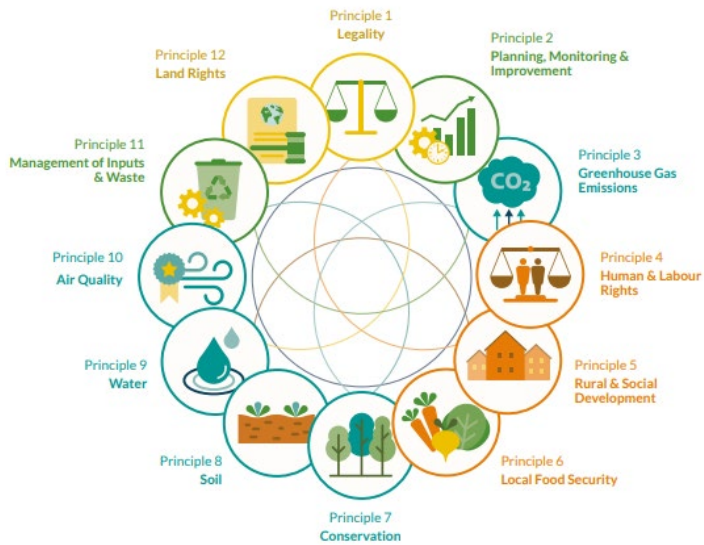 Principle 1
Legality
Principle 2
Planning, Monitoring &
Improvement
Principle 3
Greenhouse Gas
Emissions
CO₂
Principle 4
Human & Labour
Rights
Principle 5
Rural & Social
Development
Principle 6
Local Food Security
Principle 7
Conservation
Principle 8
Soil
Principle 9
Water
Principle 10
Air Quality
Principle 11
Management of Inputs
& Waste
Principle 12
Land Rights